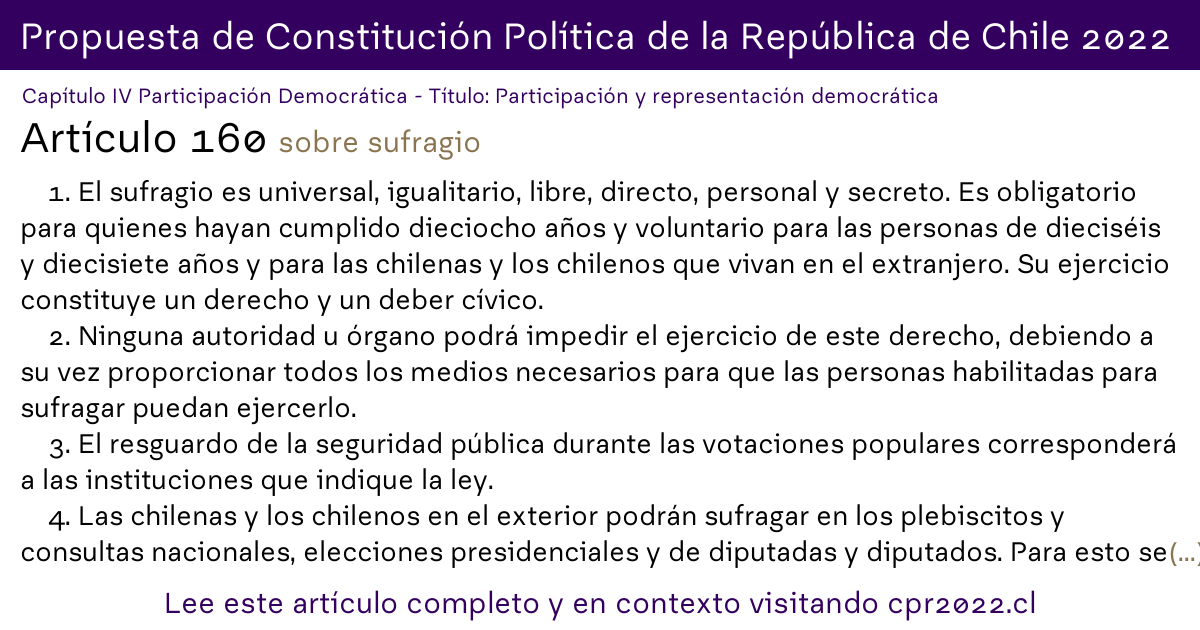 Propuesta de Constitución Política de la República de Chile 2022
Capítulo IV Participación Democrática - Título: Participación y representación democrática
Artículo 160 sobre sufragio
1. El sufragio es universal, igualitario, libre, directo, personal y secreto. Es obligatorio
para quienes hayan cumplido dieciocho años y voluntario para las personas de dieciséis
y diecisiete años y para las chilenas y los chilenos que vivan en el extranjero. Su ejercicio
constituye un derecho y un deber cívico.
2. Ninguna autoridad u órgano podrá impedir el ejercicio de este derecho, debiendo a
su vez proporcionar todos los medios necesarios para que las personas habilitadas para
sufragar puedan ejercerlo.
3. El resguardo de la seguridad pública durante las votaciones populares corresponderá
a las instituciones que indique la ley.
4. Las chilenas y los chilenos en el exterior podrán sufragar en los plebiscitos y
consultas nacionales, elecciones presidenciales y de diputadas y diputados. Para esto se(...)
Lee este artículo completo y en contexto visitando cpr2022.cl